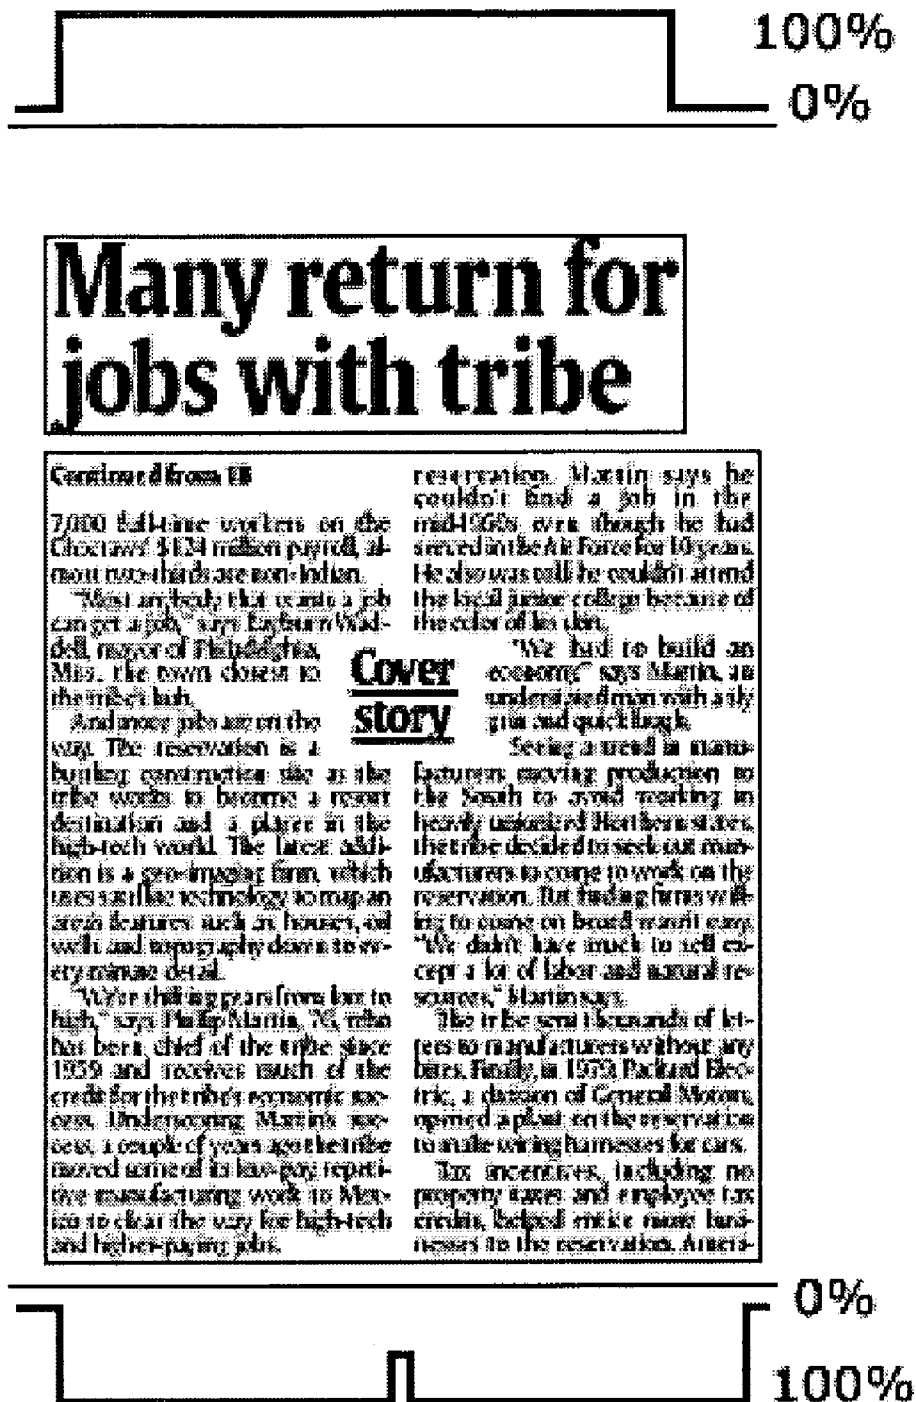 100%
0%
Many return for
jobs with tribe
Continued from 1B
7,000 full-time workers on the
Choctaws' $124 million payroll, al-
most two-thirds are non-Indian.
"Most anybody that wants a job
can get a job," says Rayburn Wad-
dell, mayor of Philadelphia,
Miss., the town closest to
the tribe's hub.
And more jobs are on the
way. The reservation is a
bustling construction site as the
tribe works to become a resort
destination and a player in the
high-tech world. The latest addi-
tion is a geo-imaging firm, which
uses satellite technology to map an
area's features such as houses, oil
wells and topography down to ev-
ery minute detail.
"We're shifting gears from low to
high," says Phillip Martin, 76, who
has been chief of the tribe since
1959 and receives much of the
credit for the tribe's economic suc-
cess. Underscoring Martin's suc-
cess, a couple of years ago the tribe
moved some of its low-pay, repeti-
tive manufacturing work to Mex-
ico to clear the way for high-tech
and higher-paying jobs.
Cover
story
reservation. Martin says he
couldn't find a job in the
mid-1960s, even though he had
served in the Air Force for 10 years.
He also was told he couldn't attend
the local junior college because of
the color of his skin.
"We had to build an
economy," says Martin, an
understated man with a sly
grin and quick laugh.
Seeing a trend in manu-
facturers moving production to
the South to avoid working in
heavily unionized Northern states,
the tribe decided to seek out man-
ufacturers to come to work on the
reservation. But finding firms will-
ing to come on board wasn't easy.
"We didn't have much to sell ex-
cept a lot of labor and natural re-
sources," Martin says.
The tribe sent thousands of let-
ters to manufacturers without any
bites. Finally, in 1979, Packard Elec-
tric, a division of General Motors,
opened a plant on the reservation
to make wiring harnesses for cars.
Tax incentives, including no
property taxes and employee tax
credits, helped entice more busi-
nesses to the reservation. Ameri-
0%
100%